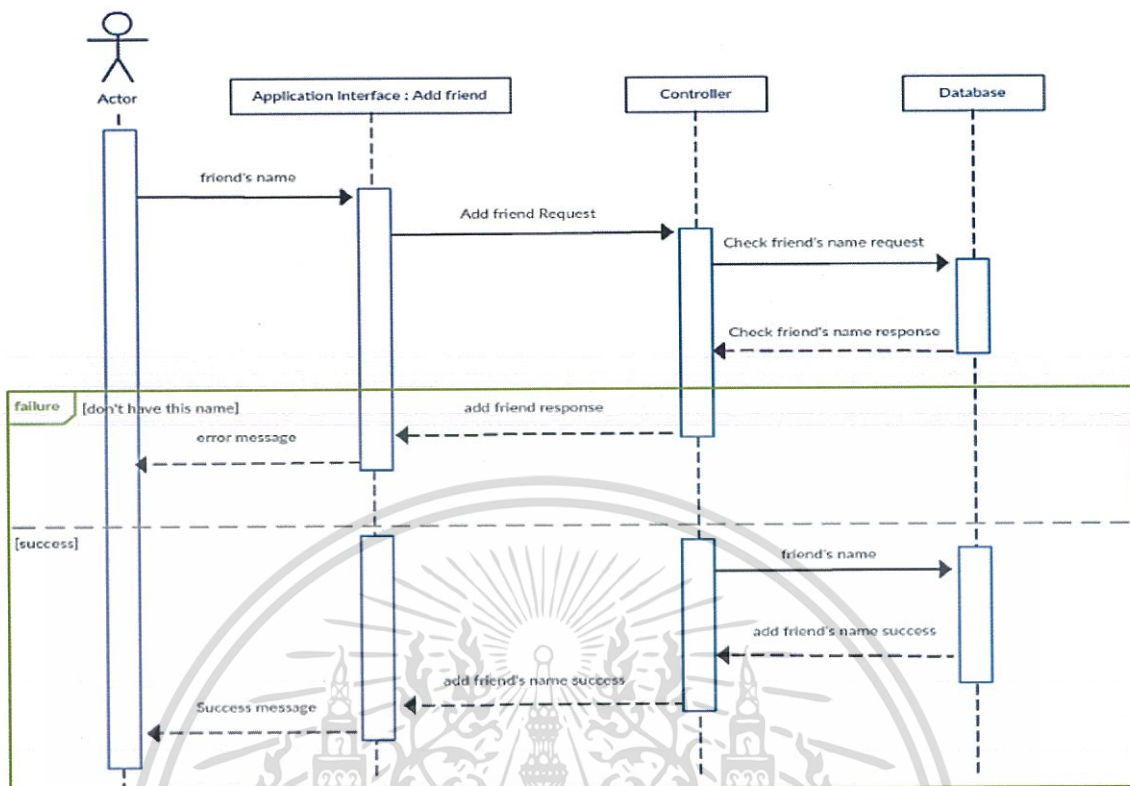 Actor
Application Interface : Add friend
Controller
Database
friend's name
Add friend Request
Check friend's name request
Check friend's name response
failure
[don't have this name]
add friend response
error message
[success]
friend's name
add friend's name success
add friend's name success
Success message